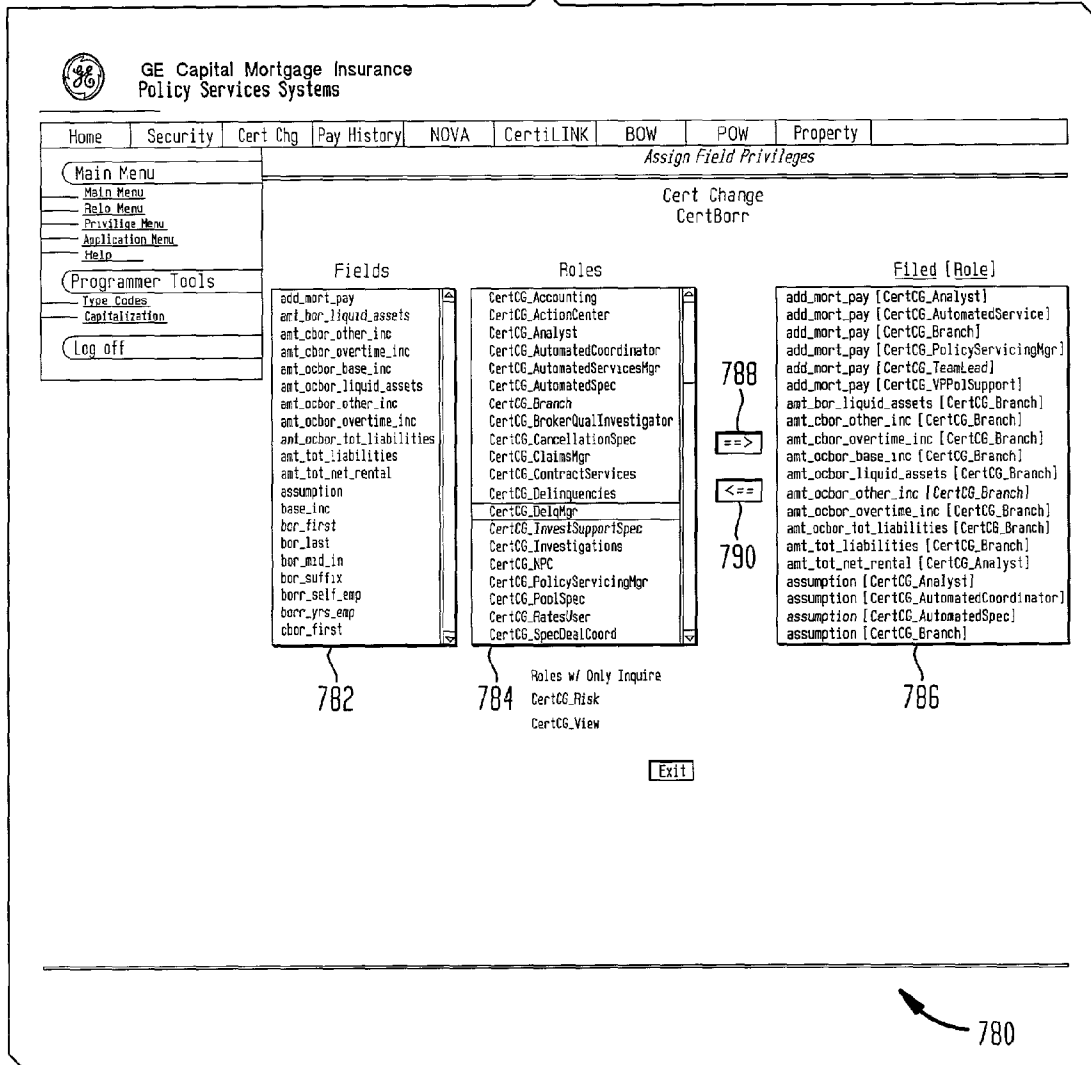 GE
GE Capital Mortgage Insurance
Policy Services Systems
Home Security Cert Chg Pay History NOVA CertiLINK BOW POW Property
Assign Field Privileges
Main Menu
Main Menu
Relo Menu
Privilige Menu
Application Menu
Help
Programmer Tools
Type Codes
Capitalization
Log off
Cert Change
CertBorr
Fields
add_mort_pay
amt_bor_liquid_assets
amt_cbor_other_inc
amt_cbor_overtime_inc
amt_ocbor_base_inc
amt_ocbor_liquid_assets
amt_ocbor_other_inc
amt_ocbor_overtime_inc
amt_ocbor_tot_liabilities
amt_tot_liabilities
amt_tot_net_rental
assumption
base_inc
bor_first
bor_last
bor_mid_in
bor_suffix
borr_self_emp
borr_yrs_emp
cbor_first
782
Roles
CertCG_Accounting
CertCG_ActionCenter
CertCG_Analyst
CertCG_AutomatedCoordinator
CertCG_AutomatedServicesMgr
CertCG_AutomatedSpec
CertCG_Branch
CertCG_BrokerQualInvestigator
CertCG_CancellationSpec
CertCG_ClaimsMgr
CertCG_ContractServices
CertCG_Delinquencies
CertCG_DelqMgr
CertCG_InvestSupportSpec
CertCG_Investigations
CertCG_NPC
CertCG_PolicyServicingMgr
CertCG_PoolSpec
CertCG_RatesUser
CertCG_SpecDealCoord
784
Roles w/ Only Inquire
CertCG_Risk
CertCG_View
788
==>
<==
790
Filed [Role]
add_mort_pay [CertCG_Analyst]
add_mort_pay [CertCG_AutomatedService]
add_mort_pay [CertCG_Branch]
add_mort_pay [CertCG_PolicyServicingMgr]
add_mort_pay [CertCG_TeamLead]
add_mort_pay [CertCG_VPPolSupport]
amt_bor_liquid_assets [CertCG_Branch]
amt_cbor_other_inc [CertCG_Branch]
amt_cbor_overtime_inc [CertCG_Branch]
amt_ocbor_base_inc [CertCG_Branch]
amt_ocbor_liquid_assets [CertCG_Branch]
amt_ocbor_other_inc [CertCG_Branch]
amt_ocbor_overtime_inc [CertCG_Branch]
amt_ocbor_tot_liabilities [CertCG_Branch]
amt_tot_liabilities [CertCG_Branch]
amt_tot_net_rental [CertCG_Analyst]
assumption [CertCG_Analyst]
assumption [CertCG_AutomatedCoordinator]
assumption [CertCG_AutomatedSpec]
assumption [CertCG_Branch]
786
Exit
780